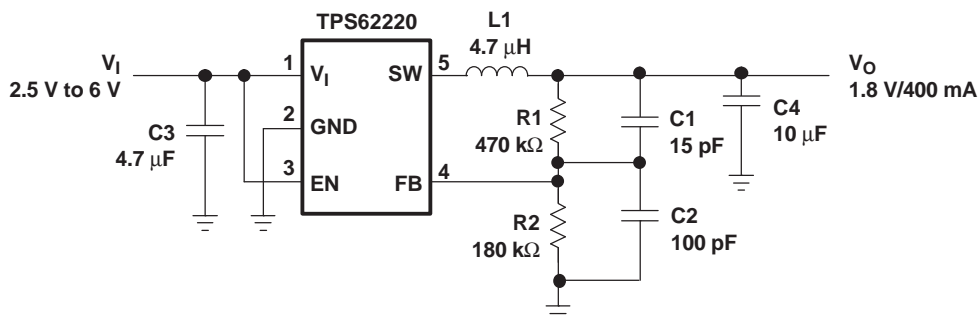 TPS62220
V_I
2.5 V to 6 V
C3
4.7 μF
1
V_I
2
GND
3
EN
SW
5
FB
4
L1
4.7 μH
R1
470 kΩ
R2
180 kΩ
C1
15 pF
C2
100 pF
C4
10 μF
V_O
1.8 V/400 mA